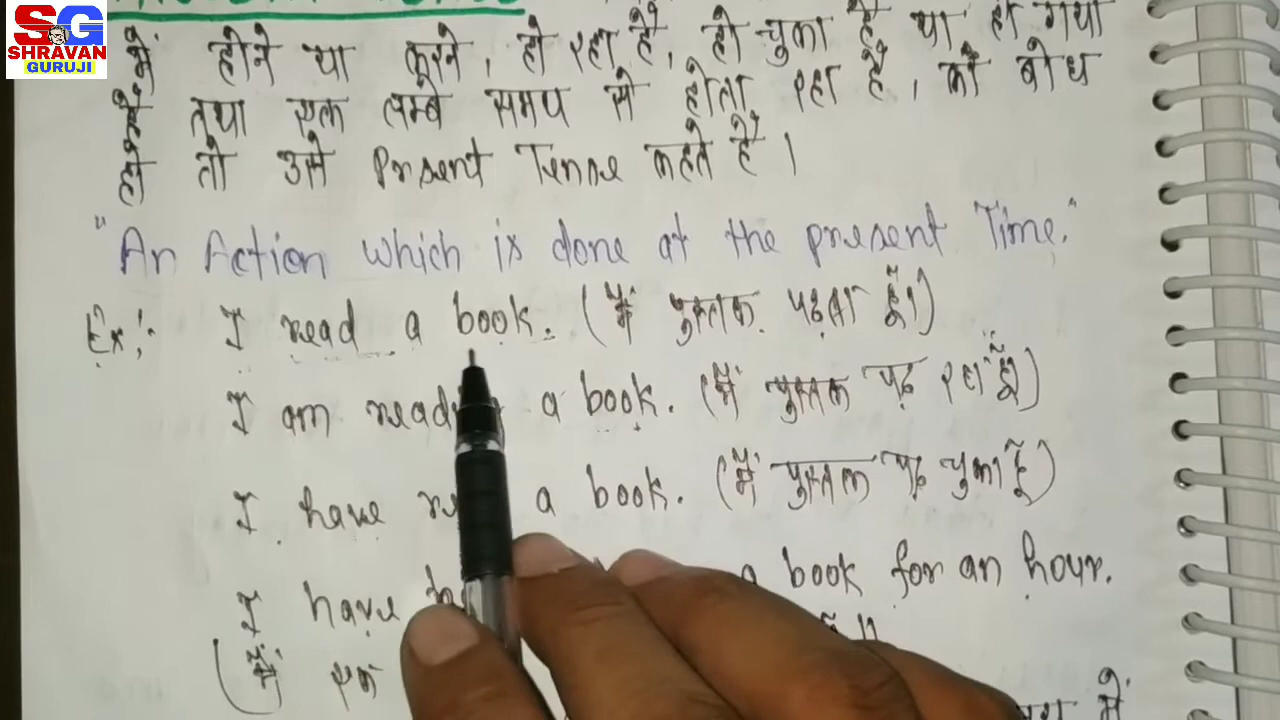 SG
SHRAVAN
GURUJI
में होने या करने, हो रहा है, हो चुका है या हो गया
है तथा एक लम्बे समय से होता रहा है, का बोध
हो तो उसे Present Tense कहते है।
"An Action which is done at the present Time."
Ex:- I read a book. (मैं पुस्तक पढ़ता हूँ।)
I am a book. (मैं पुस्तक पढ़ रहा हूँ)
I have a book. (मैं पुस्तक पढ़ चुका हूँ)
I have a book for an hour.
(मैं एक
में